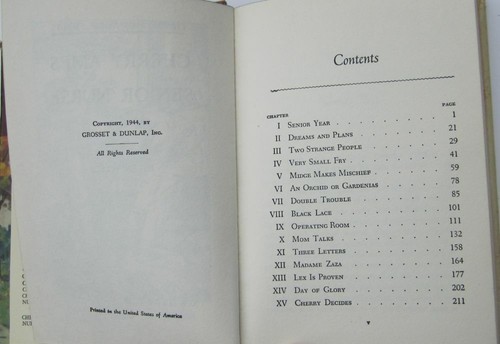 COPYRIGHT, 1944, BY
GROSSET & DUNLAP, INC.
All Rights Reserved
Printed in the United States of America
Contents
CHAPTER PAGE
I SENIOR YEAR . . . . . . . . 1
II DREAMS AND PLANS . . . . . . 21
III TWO STRANGE PEOPLE . . . . . 29
IV VERY SMALL FRY . . . . . . . 41
V MIDGE MAKES MISCHIEF . . . . 59
VI AN ORCHID OR GARDENIAS . . . 78
VII DOUBLE TROUBLE . . . . . . . 85
VIII BLACK LACE . . . . . . . . 101
IX OPERATING ROOM . . . . . . . 111
X MOM TALKS . . . . . . . . . 132
XI THREE LETTERS . . . . . . . 158
XII MADAME ZAZA . . . . . . . . 164
XIII LEX IS PROVEN . . . . . . . 177
XIV DAY OF GLORY . . . . . . . 202
XV CHERRY DECIDES . . . . . . . 211